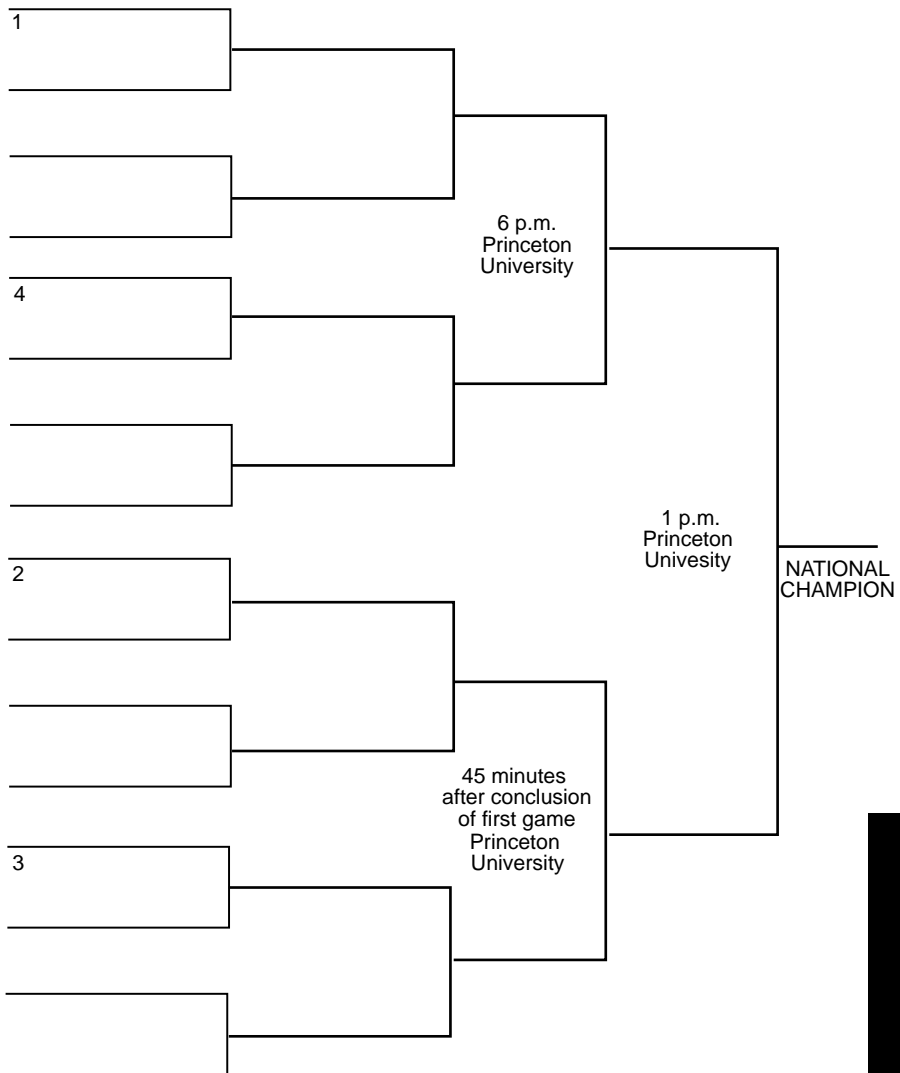 1
6 p.m.
Princeton
University
4
1 p.m.
Princeton
Univesity
2
NATIONAL
CHAMPION
45 minutes
after conclusion
of first game
Princeton
University
3